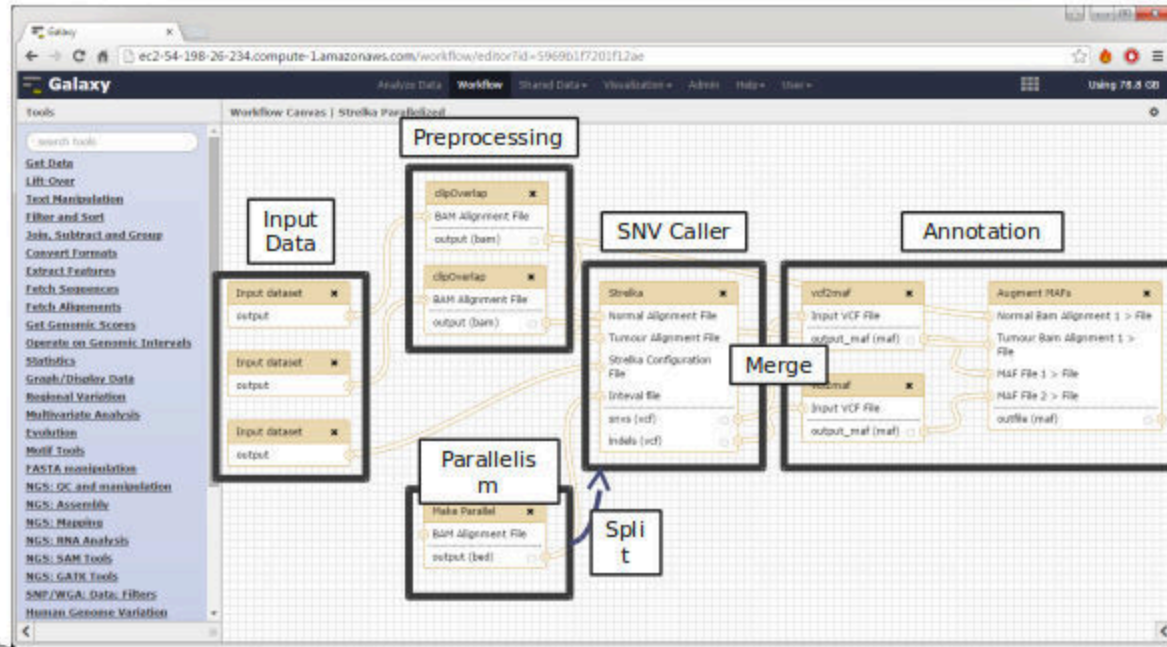 Galaxy
ec2-54-198-26-234.compute-1.amazonaws.com/workflow/editor?id=5969b1f7201f12ae
Galaxy
Analyze Data Workflow Shared Data Visualization Admin Help User Using 78.8 GB
Tools
Workflow Canvas | Strelka Parallelized
search tools
Get Data
Lift-Over
Text Manipulation
Filter and Sort
Join, Subtract and Group
Convert Formats
Extract Features
Fetch Sequences
Fetch Alignments
Get Genomic Scores
Operate on Genomic Intervals
Statistics
Graph/Display Data
Regional Variation
Multivariate Analysis
Evolution
Motif Tools
FASTA manipulation
NGS: QC and manipulation
NGS: Assembly
NGS: Mapping
NGS: RNA Analysis
NGS: SAM Tools
NGS: GATK Tools
SNP/WGA: Data; Filters
Human Genome Variation
Input
Data
Input dataset
output
Input dataset
output
Input dataset
output
Preprocessing
clipOverlap
BAM Alignment File
output (bam)
clipOverlap
BAM Alignment File
output (bam)
Parallelis
m
Make Parallel
BAM Alignment File
output (bed)
Spli
t
SNV Caller
Strelka
Normal Alignment File
Tumour Alignment File
Strelka Configuration
File
Inteval file
snvs (vcf)
indels (vcf)
Merge
Annotation
vcf2maf
Input VCF File
output_maf (maf)
vcf2maf
Input VCF File
output_maf (maf)
Augment MAFs
Normal Bam Alignment 1 > File
Tumour Bam Alignment 1 >
File
MAF File 1 > File
MAF File 2 > File
outfile (maf)